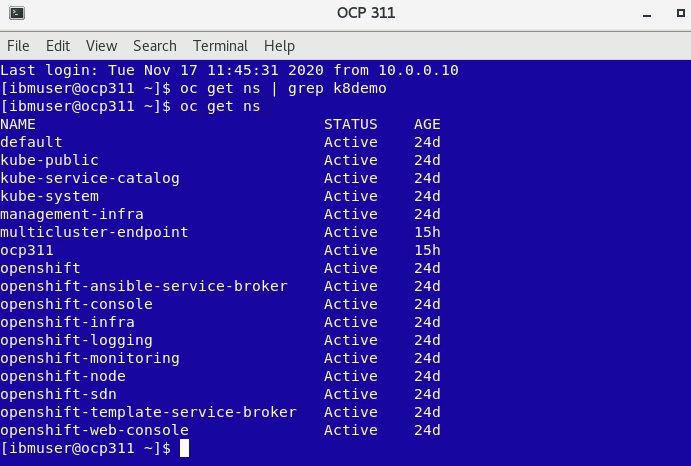 OCP 311
File Edit View Search Terminal Help
Last login: Tue Nov 17 11:45:31 2020 from 10.0.0.10
[ibmuser@ocp311 ~]$ oc get ns | grep k8demo
[ibmuser@ocp311 ~]$ oc get ns
NAME STATUS AGE
default Active 24d
kube-public Active 24d
kube-service-catalog Active 24d
kube-system Active 24d
management-infra Active 24d
multicluster-endpoint Active 15h
ocp311 Active 15h
openshift Active 24d
openshift-ansible-service-broker Active 24d
openshift-console Active 24d
openshift-infra Active 24d
openshift-logging Active 24d
openshift-monitoring Active 24d
openshift-node Active 24d
openshift-sdn Active 24d
openshift-template-service-broker Active 24d
openshift-web-console Active 24d
[ibmuser@ocp311 ~]$